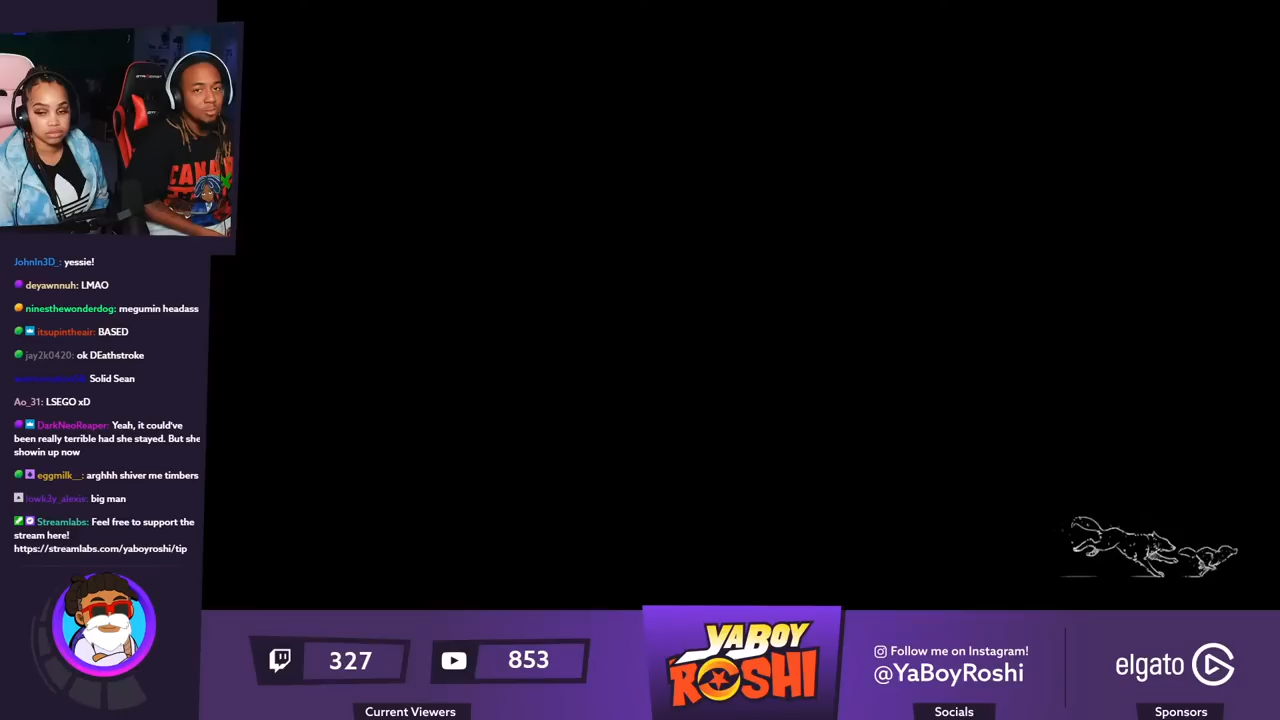 JohnIn3D_: yessie!
deyawnnuh: LMAO
ninesthewonderdog: megumin headass
itsupintheair: BASED
jay2k0420: ok DEathstroke
Solid Sean
Ao_31: LSEGO xD
DarkNeoReaper: Yeah, it could've
been really terrible had she stayed. But she
showin up now
eggmilk__: arghhh shiver me timbers
lowk3y_alexis: big man
Streamlabs: Feel free to support the
stream here!
https://streamlabs.com/yaboyroshi/tip
327
853
Current Viewers
YABOY
ROSHI
Follow me on Instagram!
@YaBoyRoshi
Socials
elgato
Sponsors